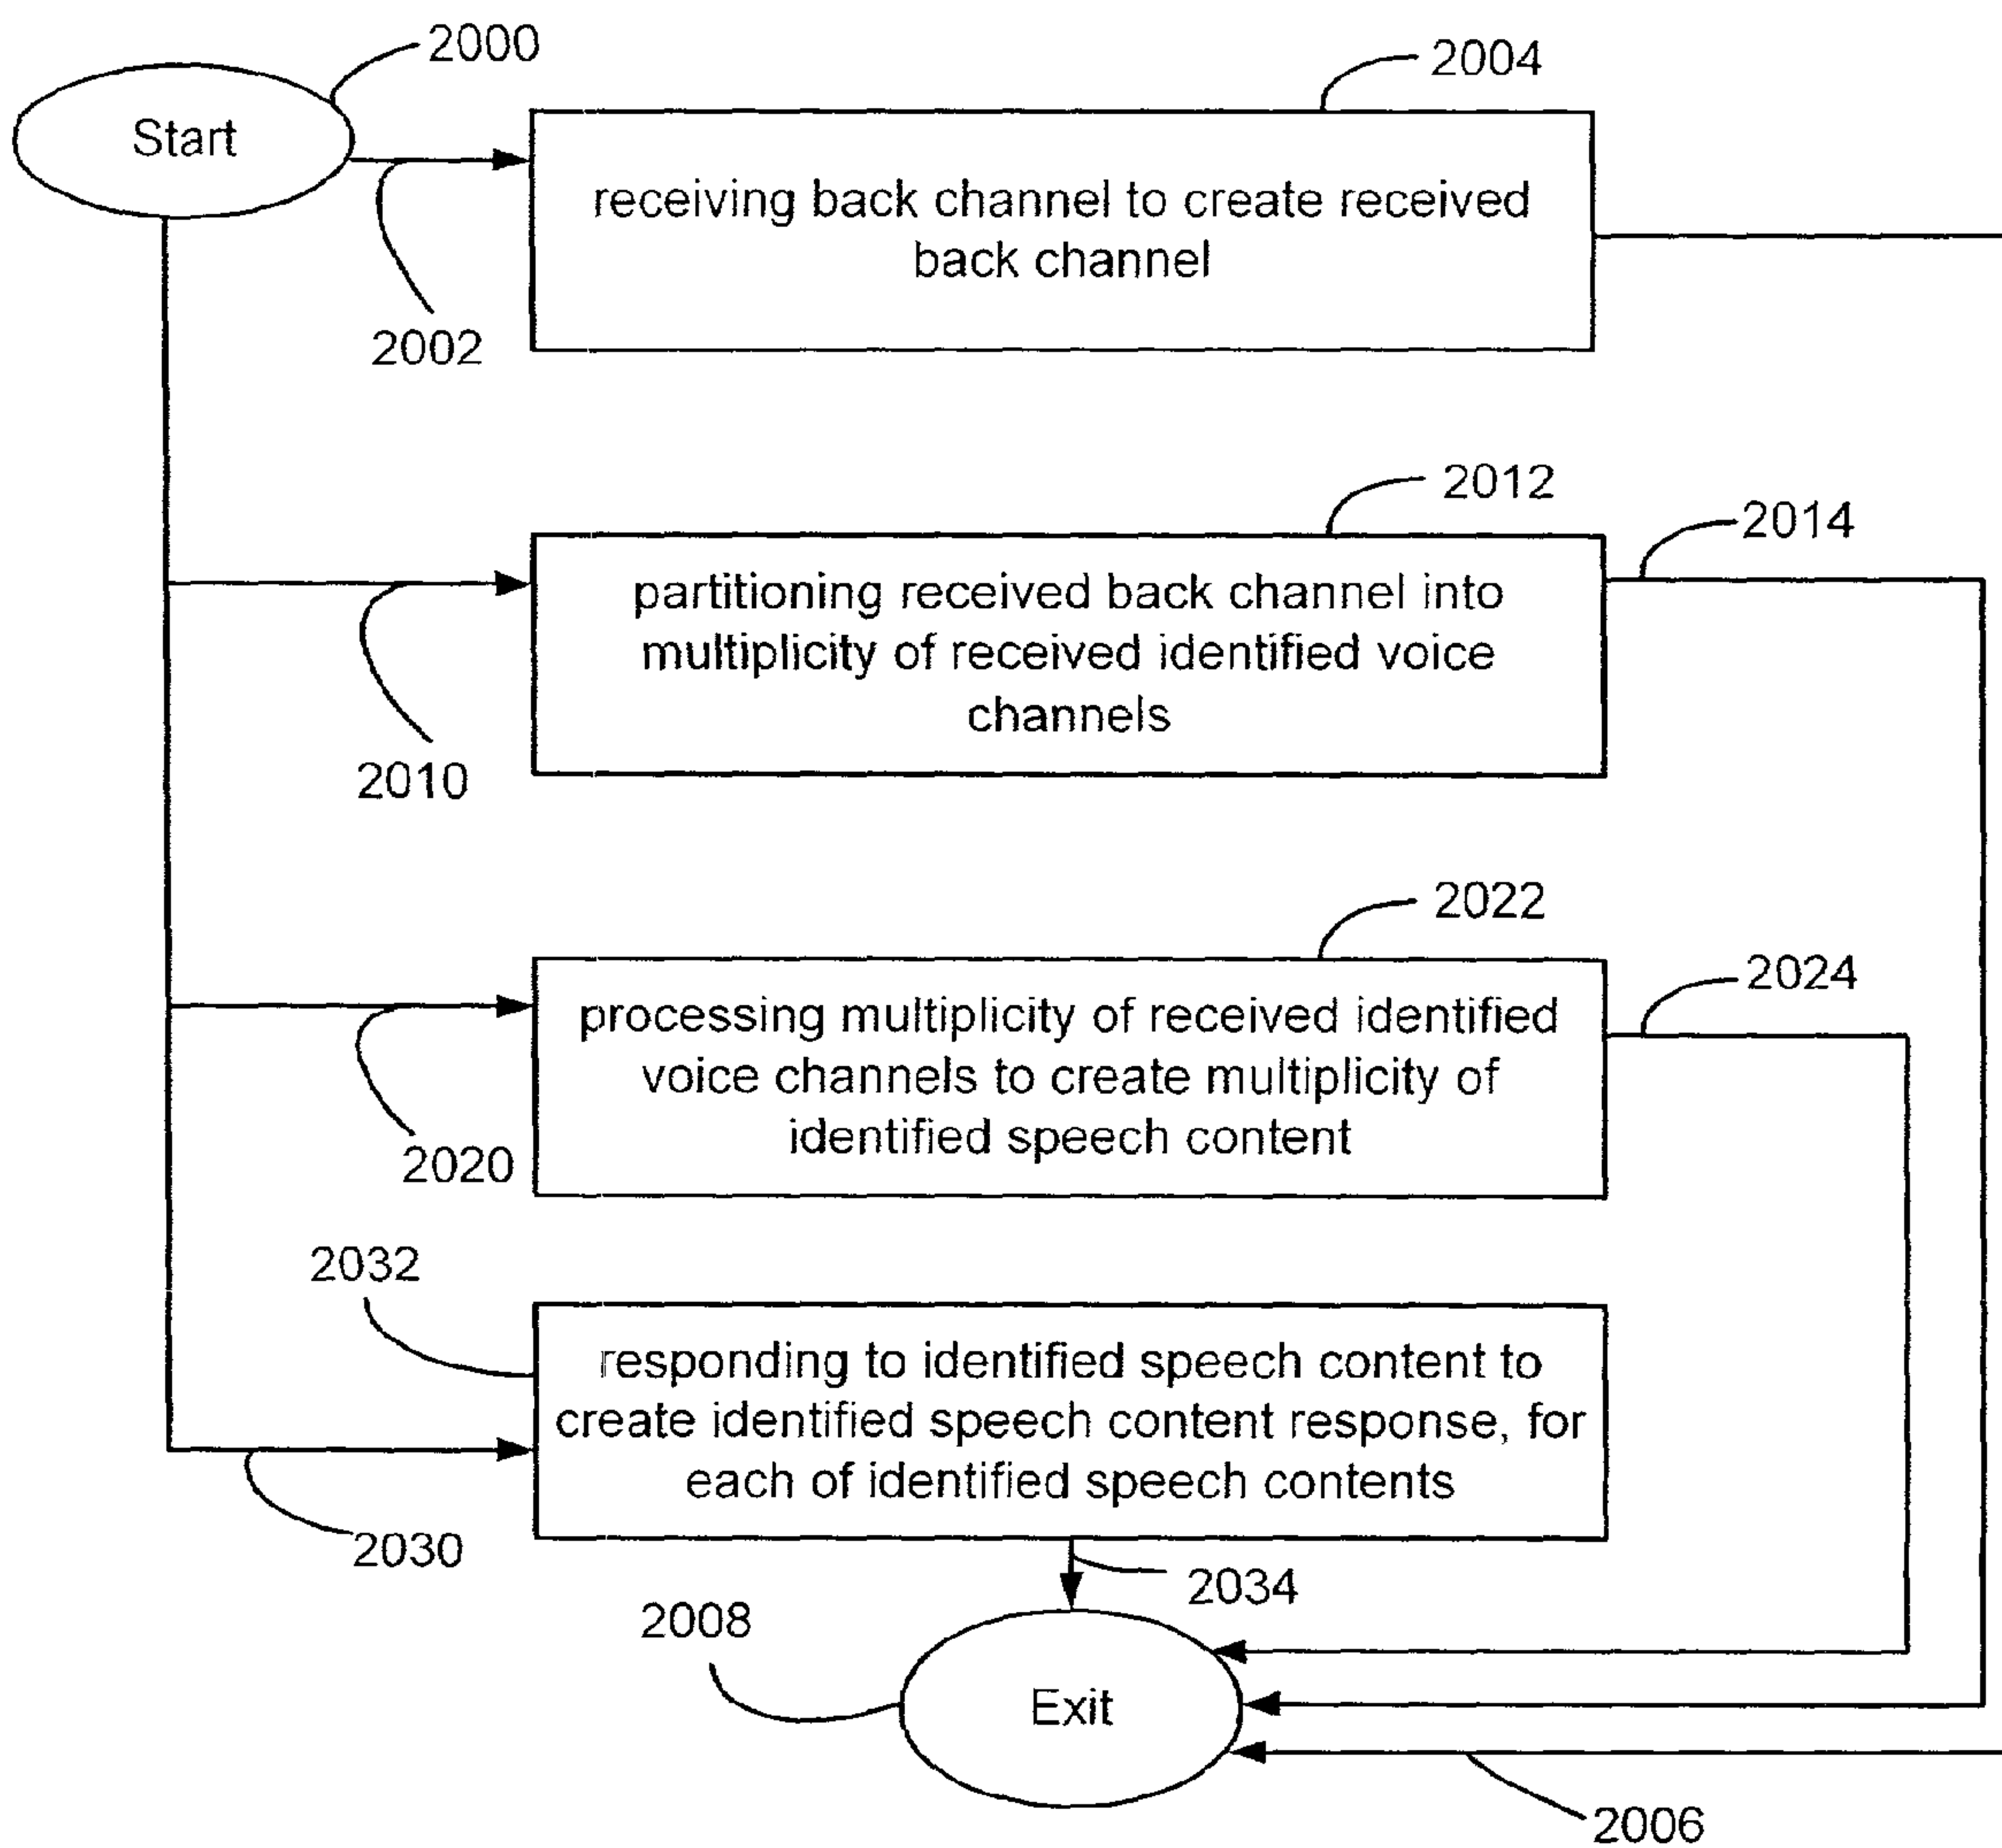 2000
Start
2004
receiving back channel to create received
back channel
2002
2012
2014
partitioning received back channel into
multiplicity of received identified voice
channels
2010
2022
2024
processing multiplicity of received identified
voice channels to create multiplicity of
identified speech content
2020
2032
responding to identified speech content to
create identified speech content response, for
each of identified speech contents
2030
2034
2008
Exit
2006